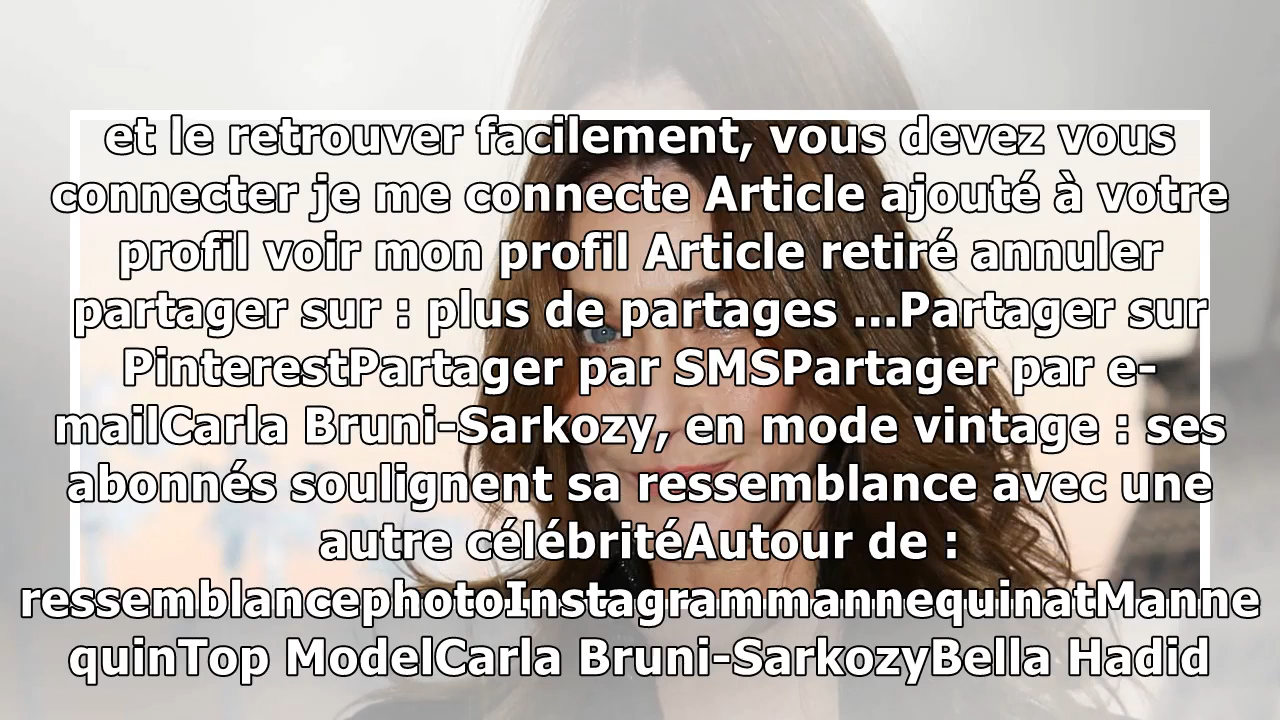 et le retrouver facilement, vous devez vous
connecter je me connecte Article ajouté à votre
profil voir mon profil Article retiré annuler
partager sur : plus de partages ...Partager sur
PinterestPartager par SMSPartager par e-
mailCarla Bruni-Sarkozy, en mode vintage : ses
abonnés soulignent sa ressemblance avec une
autre célébritéAutour de :
ressemblancephotoInstagrammannequinatManne
quinTop ModelCarla Bruni-SarkozyBella Hadid